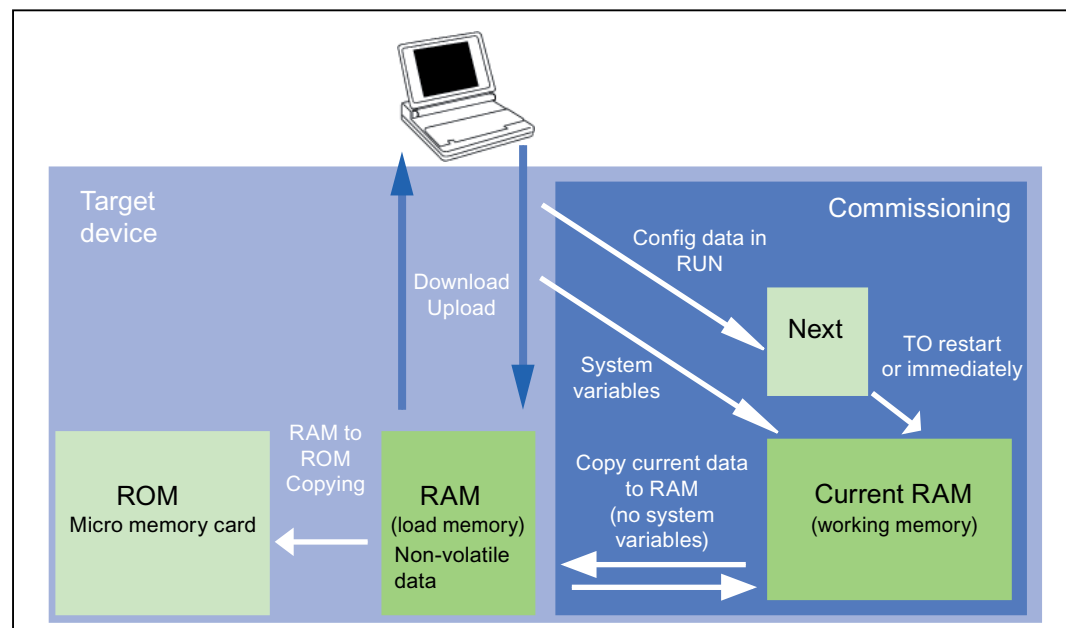 Target
device
Commissioning
Config data in
RUN
Download
Upload
Next
TO restart
or immediately
System
variables
RAM to
ROM
Copying
Copy current data
to RAM
(no system
variables)
ROM
Micro memory card
RAM
(load memory)
Non-volatile
data
Current RAM
(working memory)